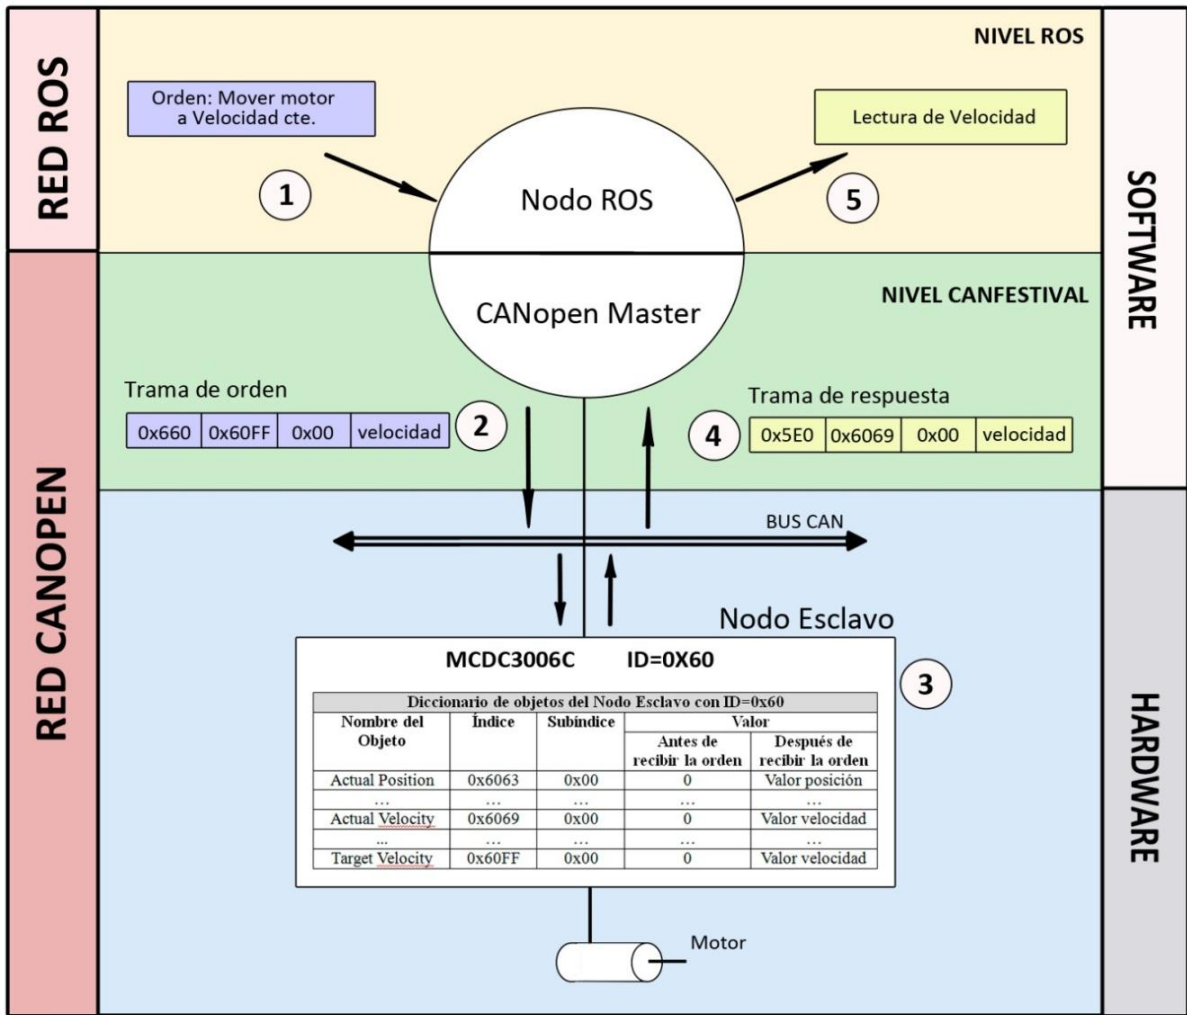 RED ROS
NIVEL ROS
Orden: Mover motor
a Velocidad cte.
1
Nodo ROS
Lectura de Velocidad
5
SOFTWARE
RED CANOPEN
NIVEL CANFESTIVAL
CANopen Master
Trama de orden
0x660 0x60FF 0x00 velocidad
2
Trama de respuesta
4
0x5E0 0x6069 0x00 velocidad
BUS CAN
Nodo Esclavo
MCDC3006C ID=0X60
3
Diccionario de objetos del Nodo Esclavo con ID=0x60
Nombre del Índice Subíndice Valor
Objeto
Antes de Después de
recibir la orden recibir la orden
Actual Position 0x6063 0x00 0 Valor posición
... ... ... ... ...
Actual Velocity 0x6069 0x00 0 Valor velocidad
... ... ... ... ...
Target Velocity 0x60FF 0x00 0 Valor velocidad
HARDWARE
Motor